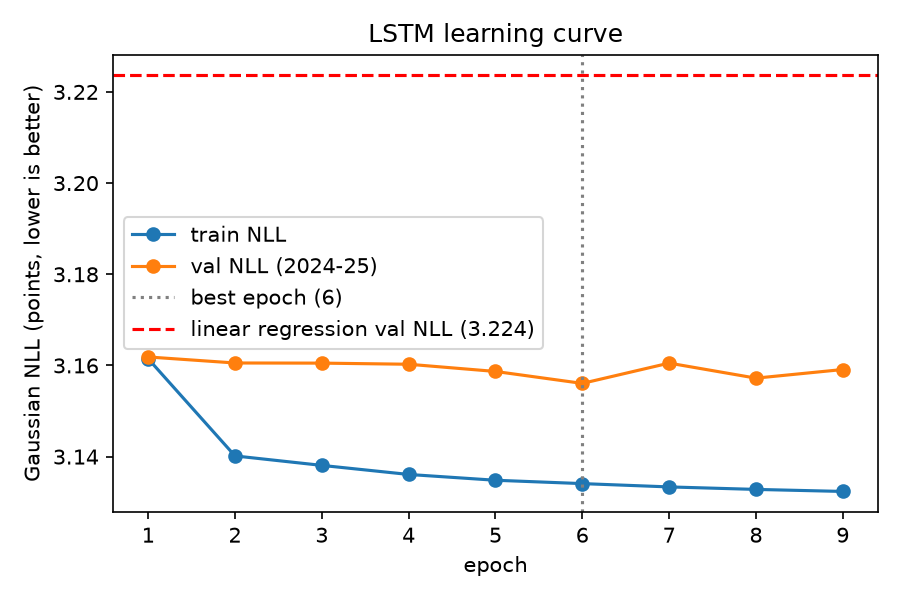 LSTM learning curve
Gaussian NLL (points, lower is better)
3.22
3.20
3.18
3.16
3.14
train NLL
val NLL (2024-25)
best epoch (6)
linear regression val NLL (3.224)
1 2 3 4 5 6 7 8 9
epoch